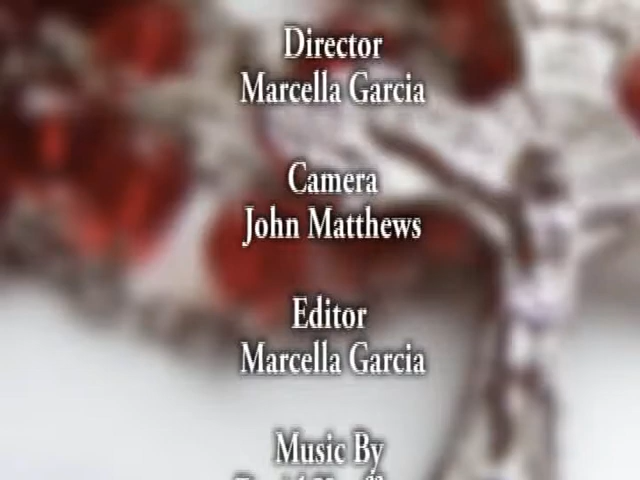 Director
Marcella Garcia
Camera
John Matthews
Editor
Marcella Garcia
Music By